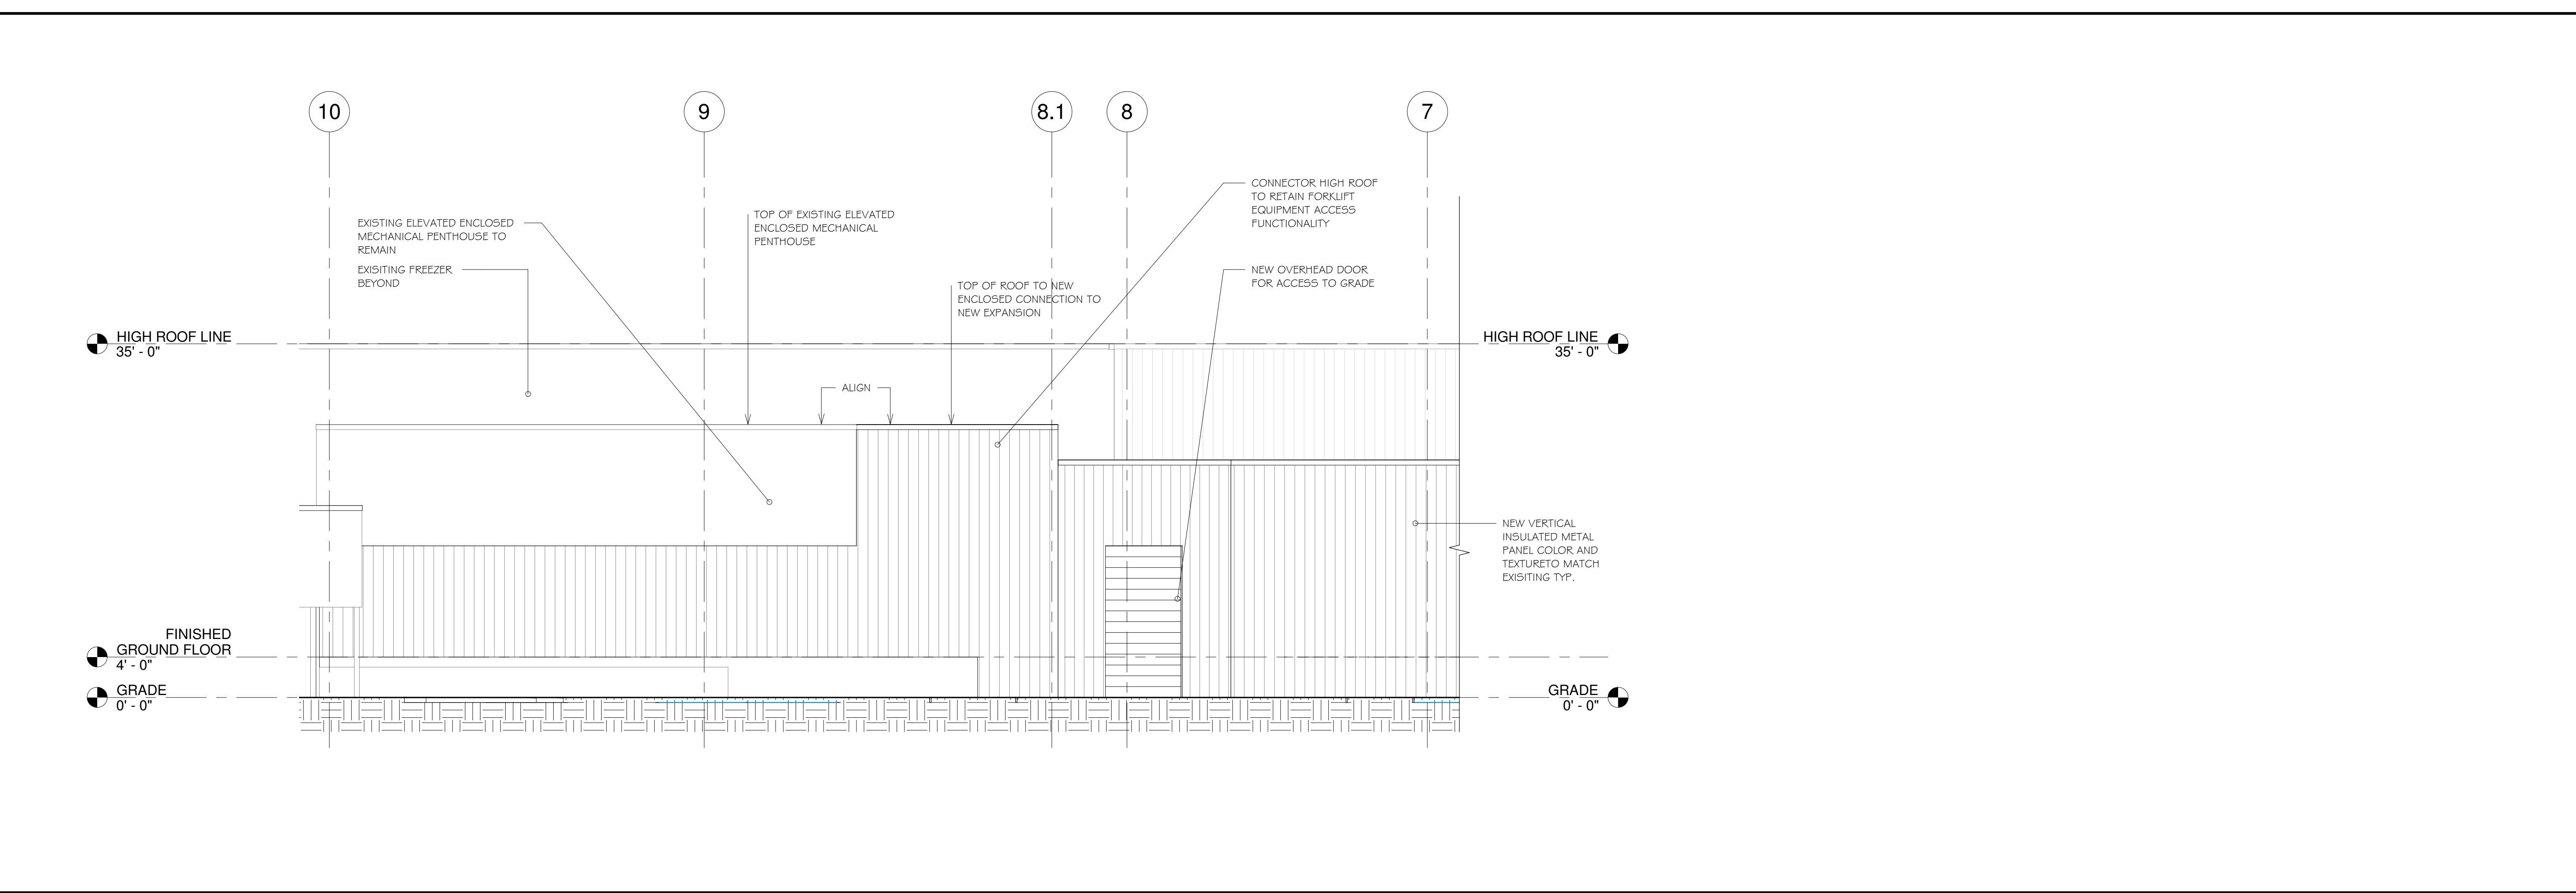 10
9
8.1
8
7
EXISTING ELEVATED ENCLOSED
MECHANICAL PENTHOUSE TO
REMAIN
EXISITING FREEZER
BEYOND
TOP OF EXISTING ELEVATED
ENCLOSED MECHANICAL
PENTHOUSE
TOP OF ROOF TO NEW
ENCLOSED CONNECTION TO
NEW EXPANSION
CONNECTOR HIGH ROOF
TO RETAIN FORKLIFT
EQUIPMENT ACCESS
FUNCTIONALITY
NEW OVERHEAD DOOR
FOR ACCESS TO GRADE
HIGH ROOF LINE
35' - 0"
HIGH ROOF LINE
35' - 0"
ALIGN
NEW VERTICAL
INSULATED METAL
PANEL COLOR AND
TEXTURETO MATCH
EXISITING TYP.
FINISHED
GROUND FLOOR
4' - 0"
GRADE
0' - 0"
GRADE
0' - 0"